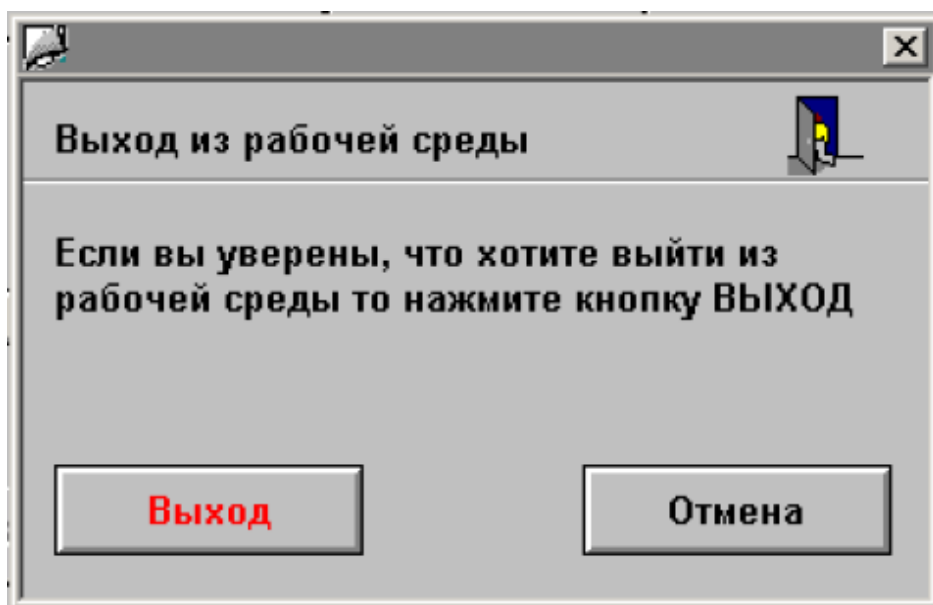 Выход из рабочей среды
Если вы уверены, что хотите выйти из
рабочей среды то нажмите кнопку ВЫХОД
Выход
Отмена